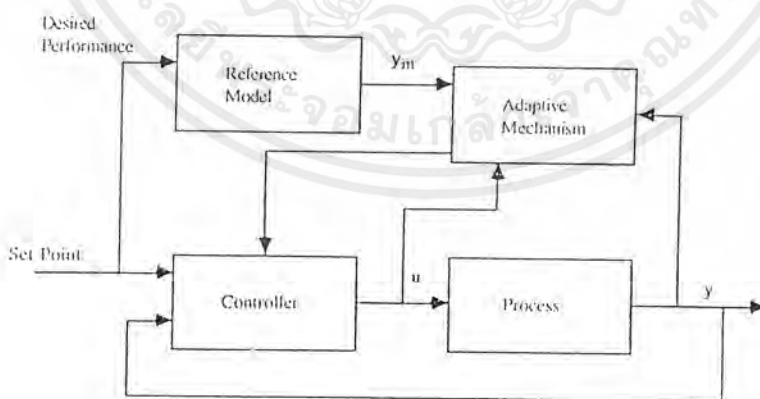 Desired
Performance
Reference
Model
ym
Adaptive
Mechanism
Set Point
Controller
u
Process
y